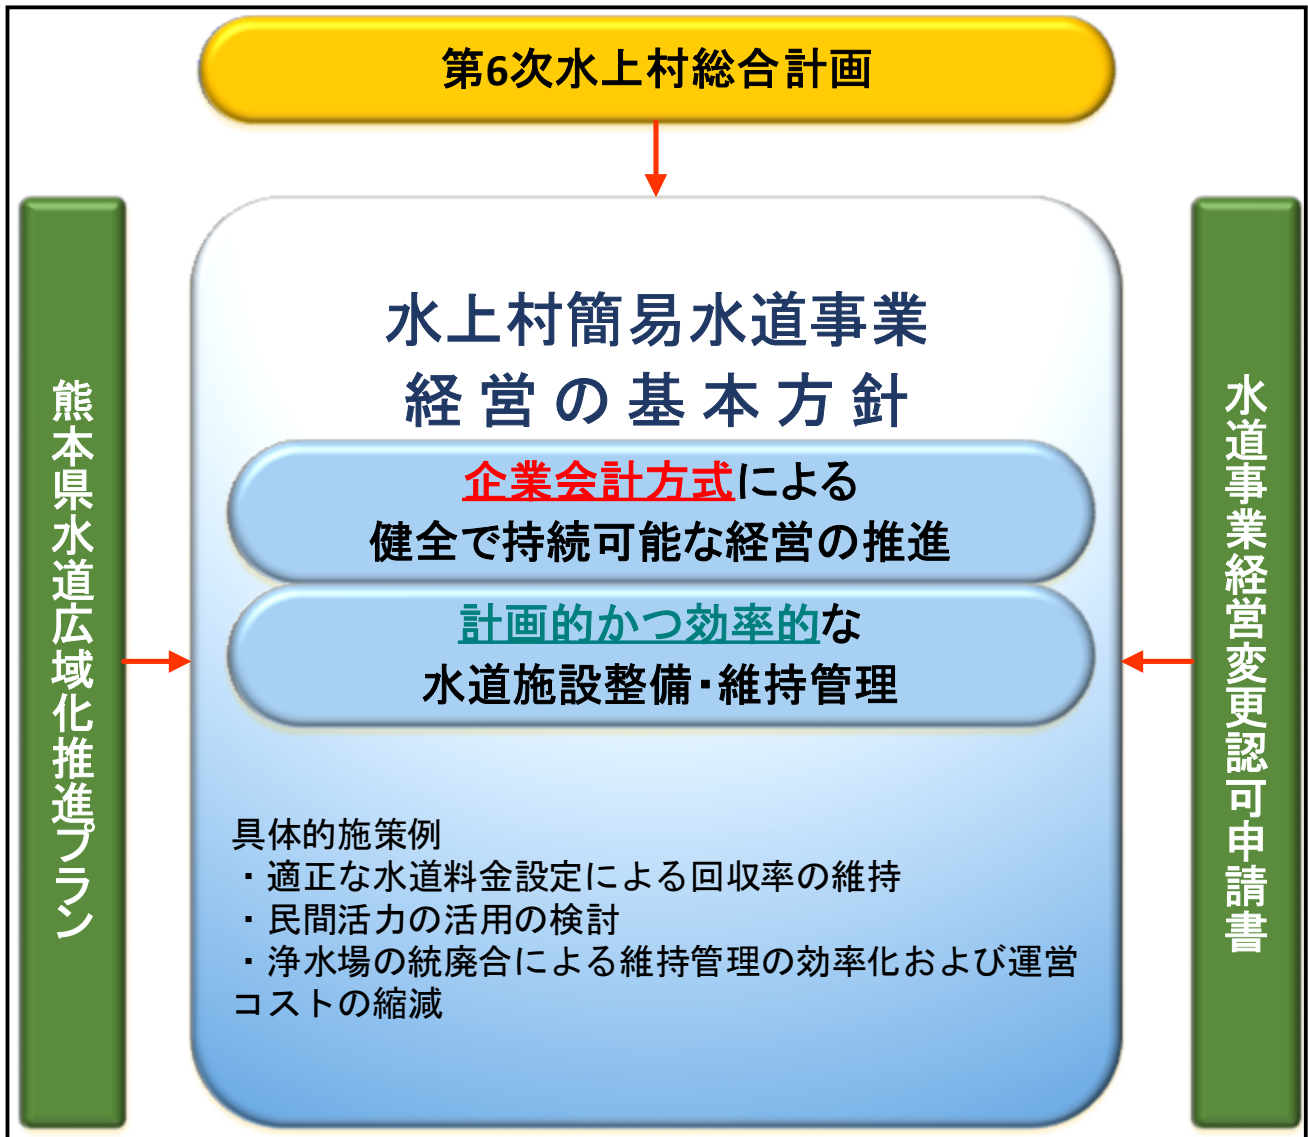 第6次水上村総合計画
熊本県水道広域化推進プラン
水上村簡易水道事業
経営の基本方針
企業会計方式による
健全で持続可能な経営の推進
計画的かつ効率的な
水道施設整備・維持管理
具体的施策例
・適正な水道料金設定による回収率の維持
・民間活力の活用の検討
・浄水場の統廃合による維持管理の効率化および運営
コストの縮減
水道事業経営変更認可申請書